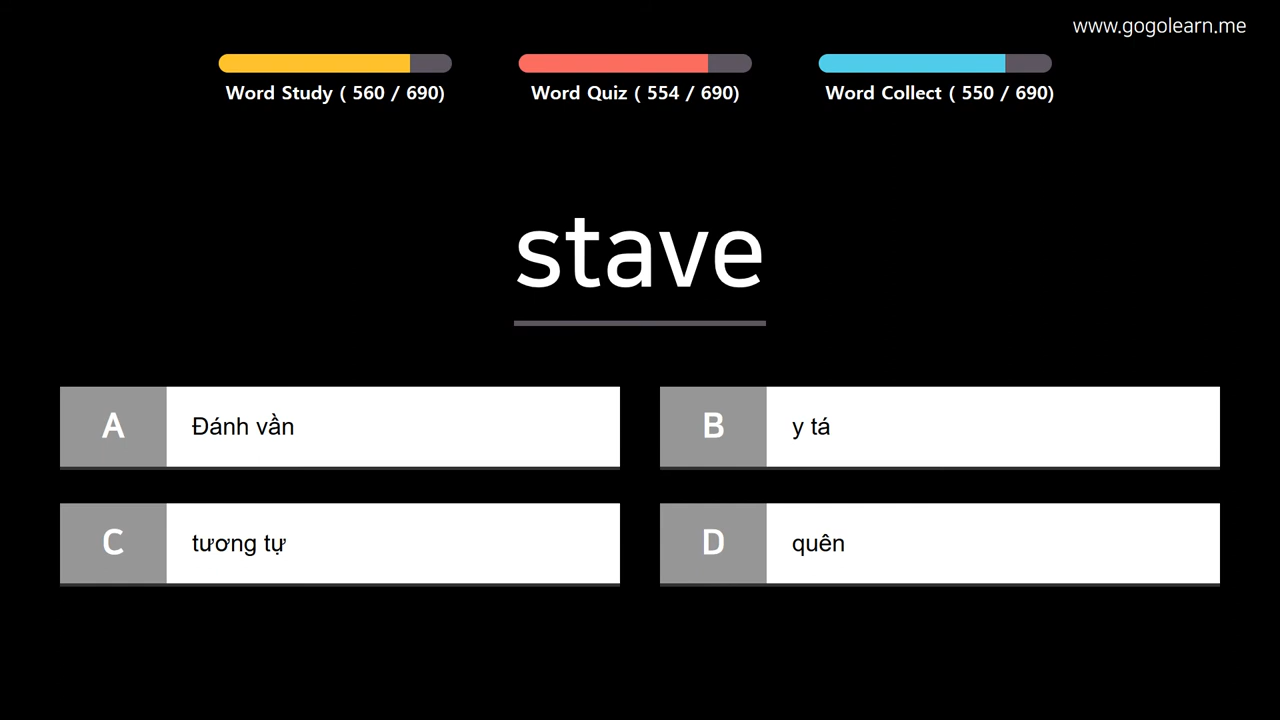 www.gogolearn.me
Word Study ( 560 / 690)
Word Quiz ( 554 / 690)
Word Collect ( 550 / 690)
stave
A Đánh vần
B y tá
C tương tự
D quên